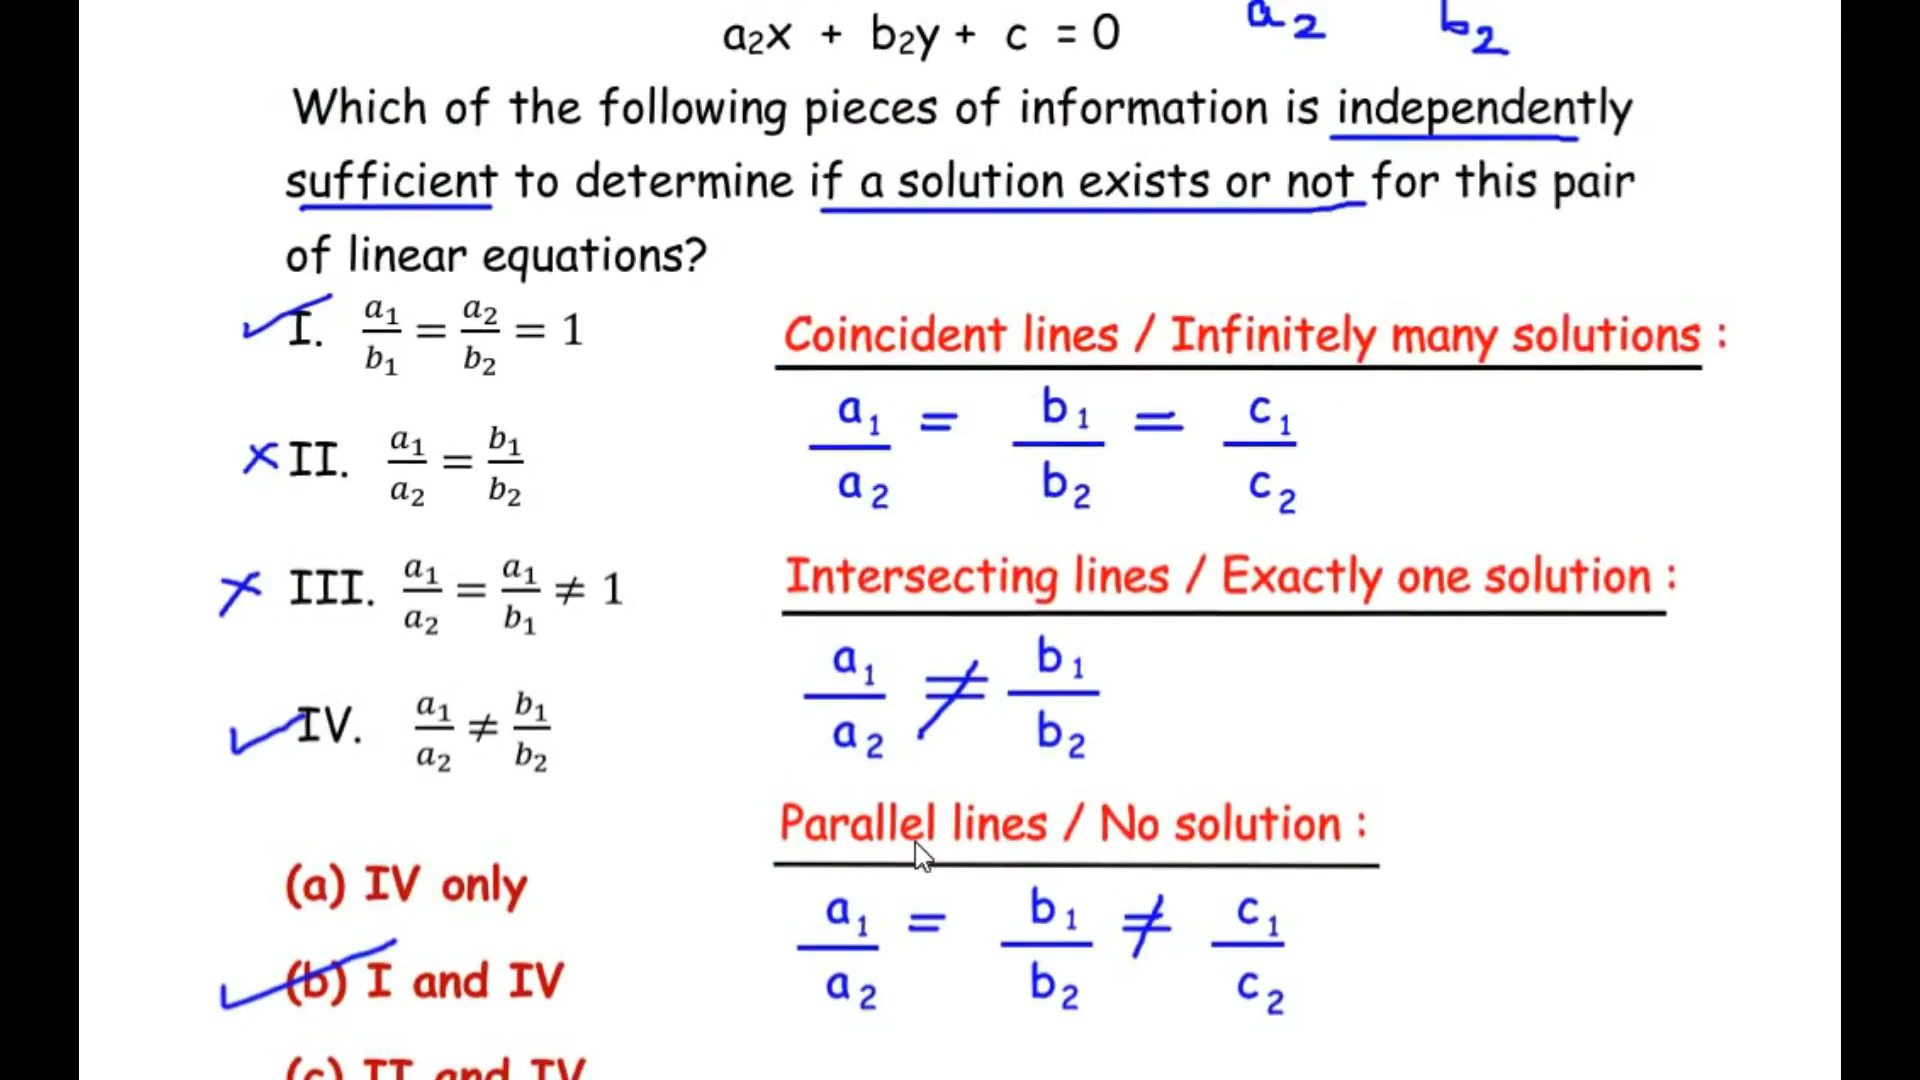 a₂x + b₂y + c = 0
a₂ b₂
Which of the following pieces of information is independently
sufficient to determine if a solution exists or not for this pair
of linear equations?
I. a₁/b₁ = a₂/b₂ = 1
II. a₁/a₂ = b₁/b₂
III. a₁/a₂ = a₁/b₁ ≠ 1
IV. a₁/a₂ ≠ b₁/b₂
(a) IV only
(b) I and IV
(c) II and IV
Coincident lines / Infinitely many solutions :
a₁/a₂ = b₁/b₂ = c₁/c₂
Intersecting lines / Exactly one solution :
a₁/a₂ ≠ b₁/b₂
Parallel lines / No solution :
a₁/a₂ = b₁/b₂ ≠ c₁/c₂